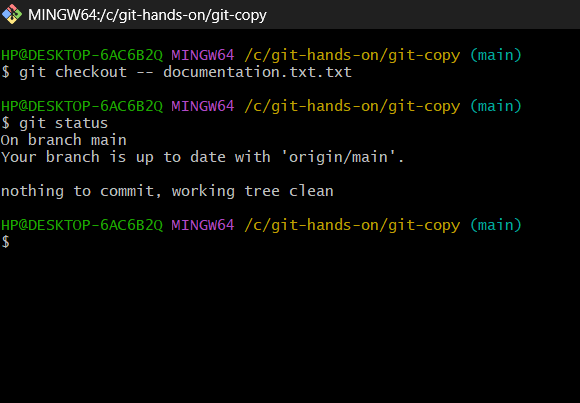 MINGW64:/c/git-hands-on/git-copy
HP@DESKTOP-6AC6B2Q MINGW64 /c/git-hands-on/git-copy (main)
$ git checkout -- documentation.txt.txt
HP@DESKTOP-6AC6B2Q MINGW64 /c/git-hands-on/git-copy (main)
$ git status
On branch main
Your branch is up to date with 'origin/main'.
nothing to commit, working tree clean
HP@DESKTOP-6AC6B2Q MINGW64 /c/git-hands-on/git-copy (main)
$